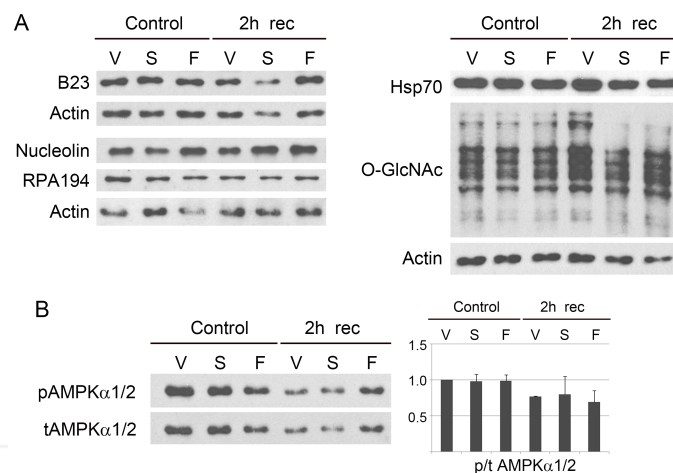 A
Control 2h rec
V S F V S F
B23
Actin
Nucleolin
RPA194
Actin
Control 2h rec
V S F V S F
Hsp70
O-GlcNAc
Actin
B
Control 2h rec
V S F V S F
pAMPKα1/2
tAMPKα1/2
Control 2h rec
V S F V S F
1.5
1.0
0.5
p/t AMPKα1/2